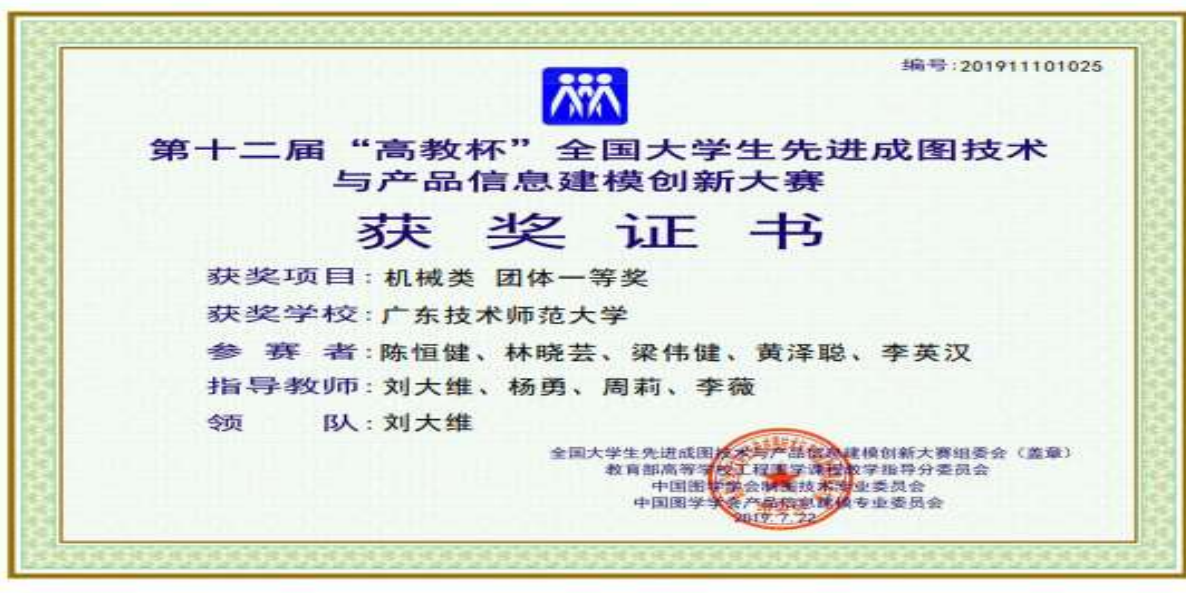 编号:201911101025
第十二届“高教杯”全国大学生先进成图技术
与产品信息建模创新大赛
获奖证书
获奖项目:机械类 团体一等奖
获奖学校:广东技术师范大学
参赛者:陈恒健、林晓芸、梁伟健、黄泽聪、李英汉
指导教师:刘大维、杨勇、周莉、李薇
领队:刘大维
全国大学生先进成图技术与产品信息建模创新大赛组委会（盖章）
教育部高等学校工程图学课程教学指导分委员会
中国图学学会制图技术专业委员会
中国图学学会产品信息建模专业委员会
2019.7.22